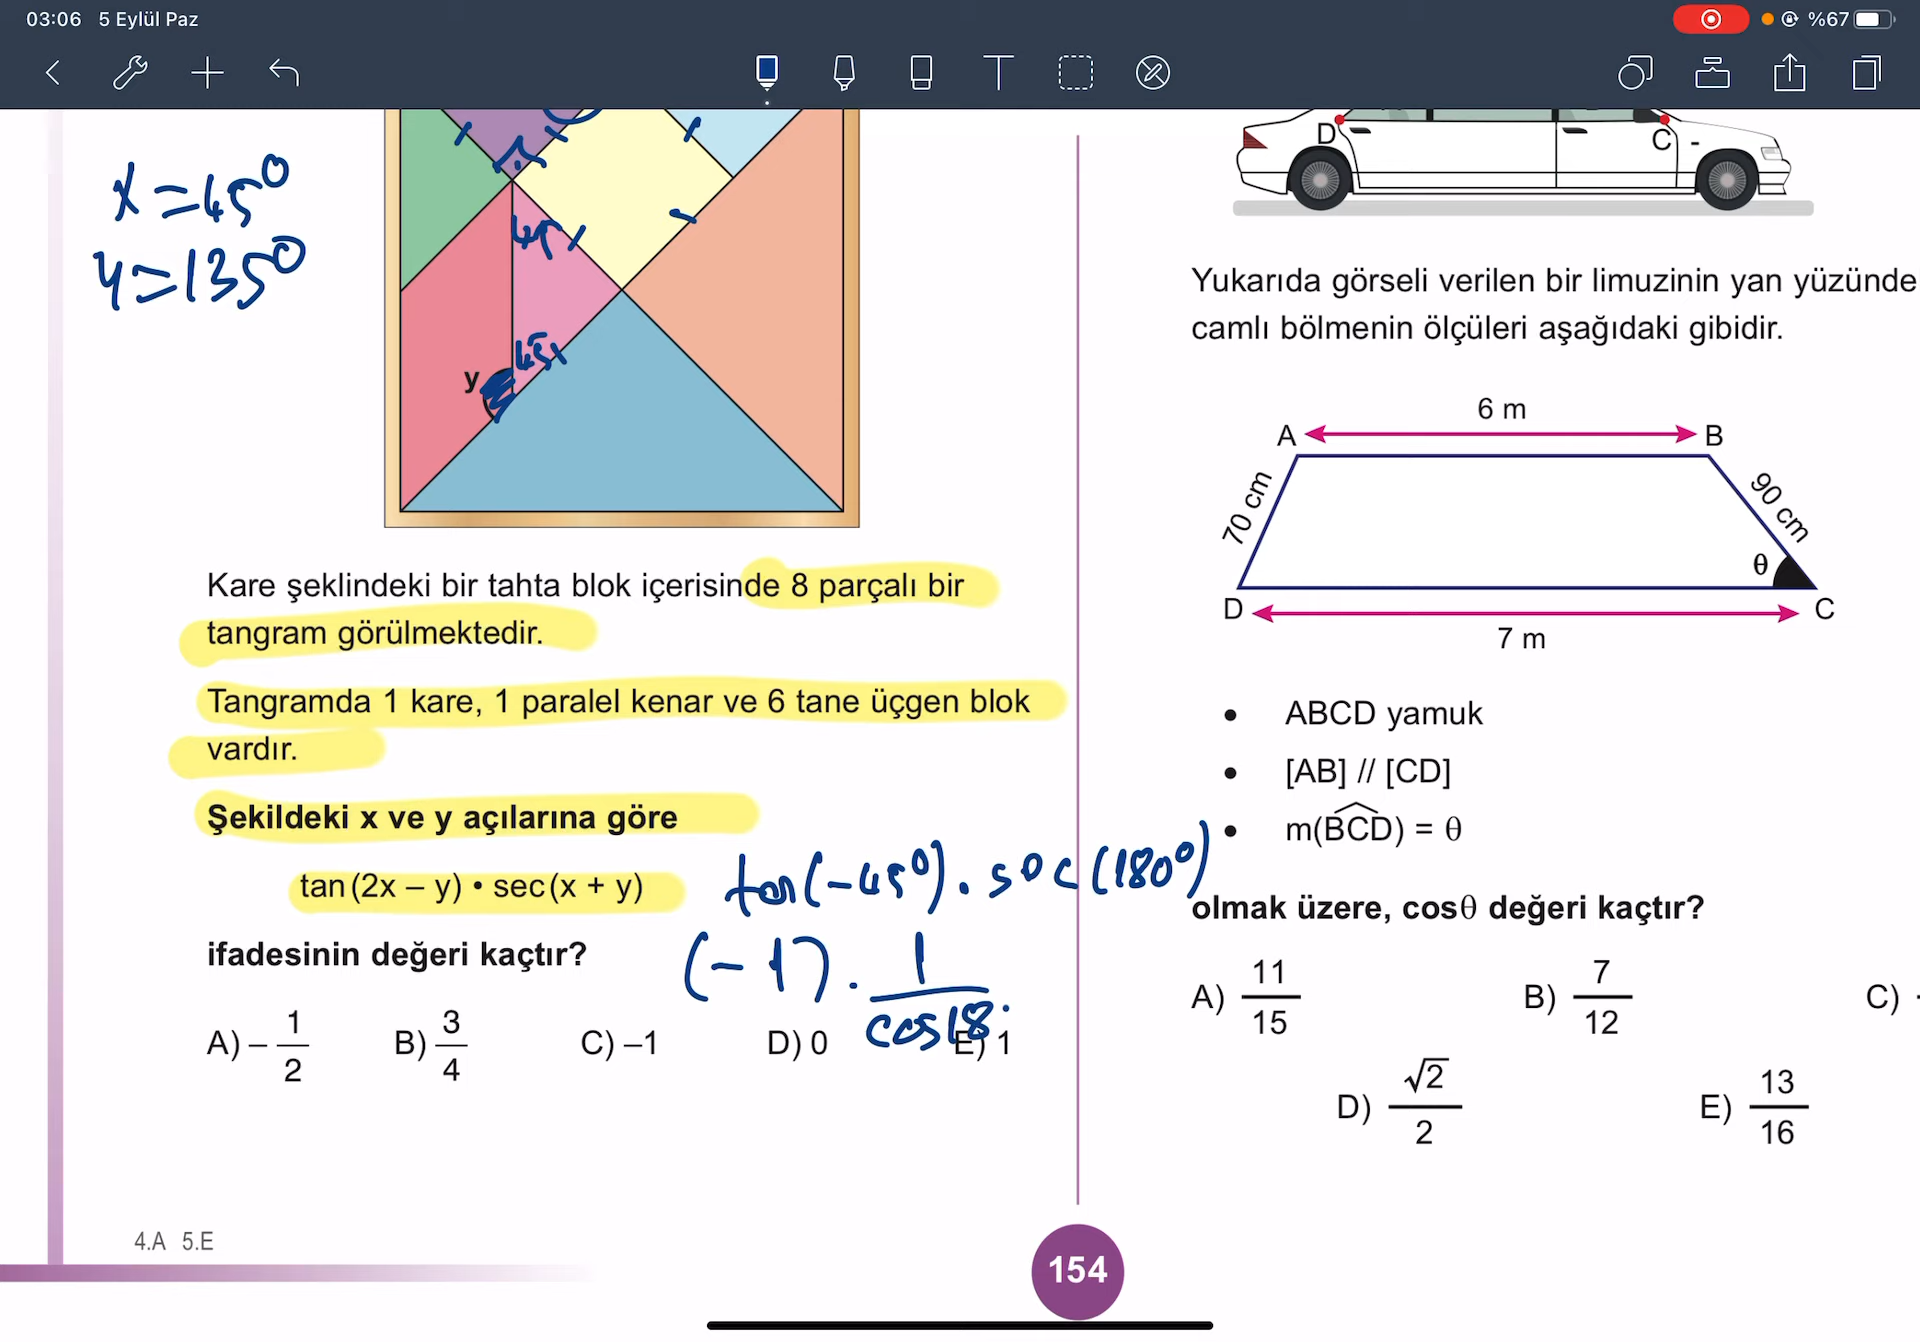 03:06 5 Eylül Paz
%67
x=45°
y=135°
45
45
y
Kare şeklindeki bir tahta blok içerisinde 8 parçalı bir
tangram görülmektedir.
Tangramda 1 kare, 1 paralel kenar ve 6 tane üçgen blok
vardır.
Şekildeki x ve y açılarına göre
tan(2x – y) • sec(x + y)
tan(-45°). sec(180°)
ifadesinin değeri kaçtır?
(-1) . 1/cos18
A) –1/2 B) 3/4 C) –1 D) 0 E) 1
4.A 5.E
D C
Yukarıda görseli verilen bir limuzinin yan yüzünde
camlı bölmenin ölçüleri aşağıdaki gibidir.
6 m
A B
70 cm 90 cm
θ
D C
7 m
• ABCD yamuk
• [AB] // [CD]
• m(BCD) = θ
olmak üzere, cosθ değeri kaçtır?
A) 11/15 B) 7/12 C)
D) √2/2 E) 13/16
154